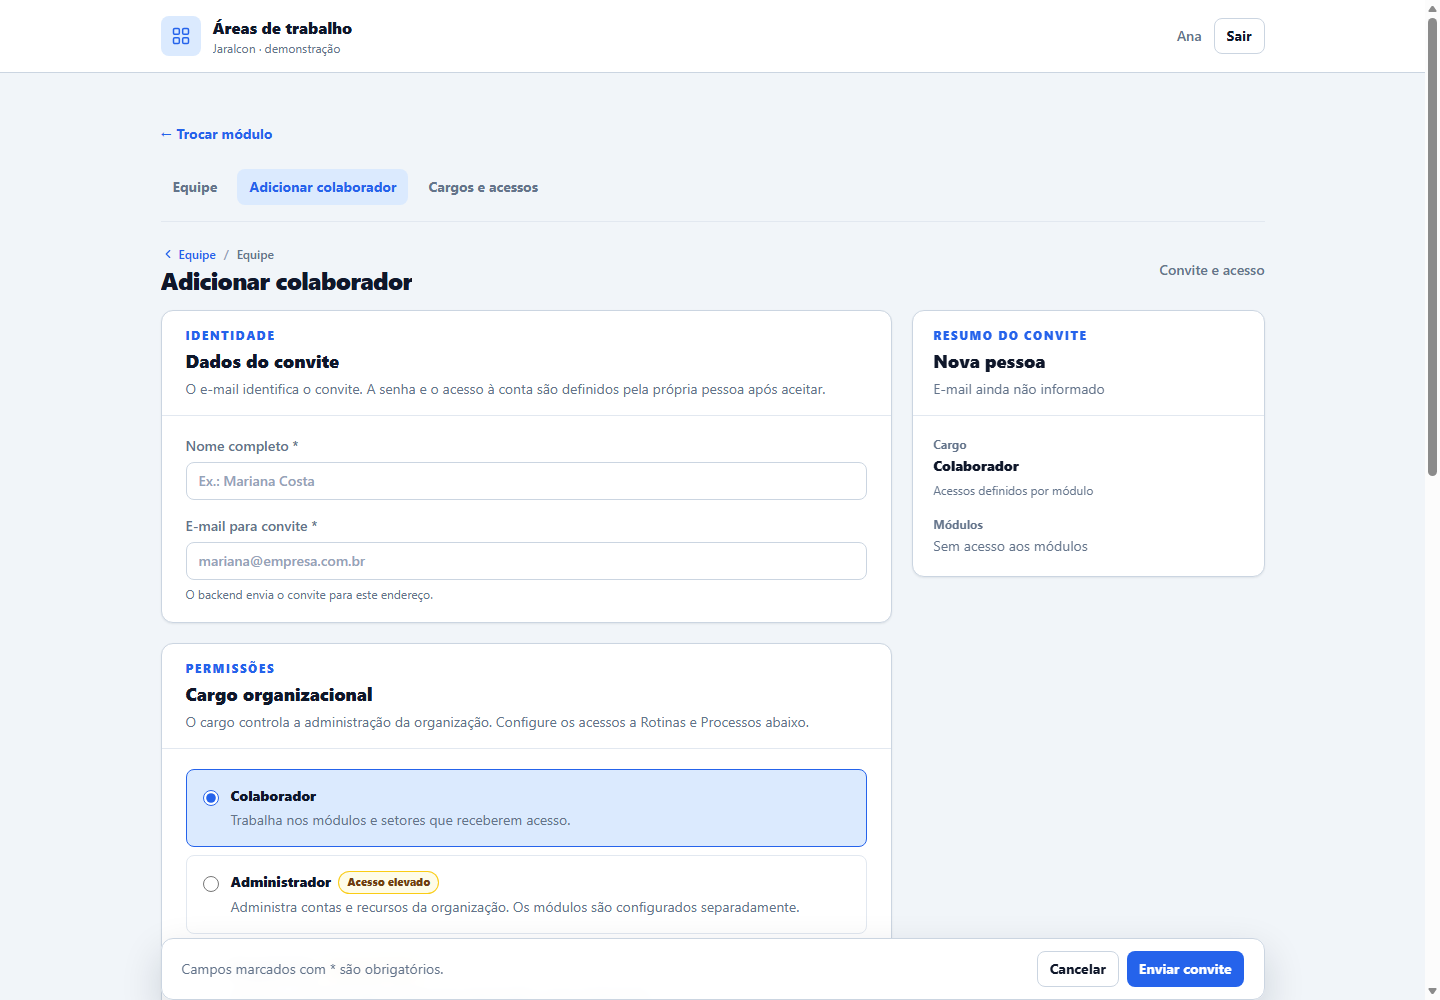 Áreas de trabalho
Jaralcon · demonstração
Ana
Sair
← Trocar módulo
Equipe
Adicionar colaborador
Cargos e acessos
Equipe / Equipe
Adicionar colaborador
Convite e acesso
IDENTIDADE
Dados do convite
O e-mail identifica o convite. A senha e o acesso à conta são definidos pela própria pessoa após aceitar.
Nome completo *
Ex.: Mariana Costa
E-mail para convite *
mariana@empresa.com.br
O backend envia o convite para este endereço.
RESUMO DO CONVITE
Nova pessoa
E-mail ainda não informado
Cargo
Colaborador
Acessos definidos por módulo
Módulos
Sem acesso aos módulos
PERMISSÕES
Cargo organizacional
O cargo controla a administração da organização. Configure os acessos a Rotinas e Processos abaixo.
Colaborador
Trabalha nos módulos e setores que receberem acesso.
Administrador Acesso elevado
Administra contas e recursos da organização. Os módulos são configurados separadamente.
Campos marcados com * são obrigatórios.
Cancelar
Enviar convite